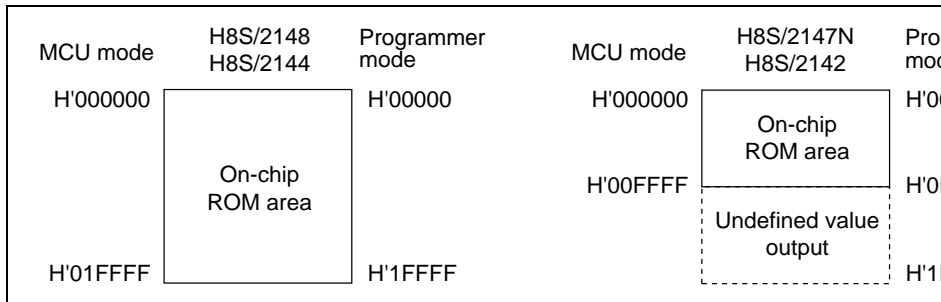 MCU mode
H8S/2148
H8S/2144
Programmer
mode
H'000000
H'00000
On-chip
ROM area
H'01FFFF
H'1FFFF
MCU mode
H8S/2147N
H8S/2142
H'000000
On-chip
ROM area
H'00FFFF
Undefined value
output